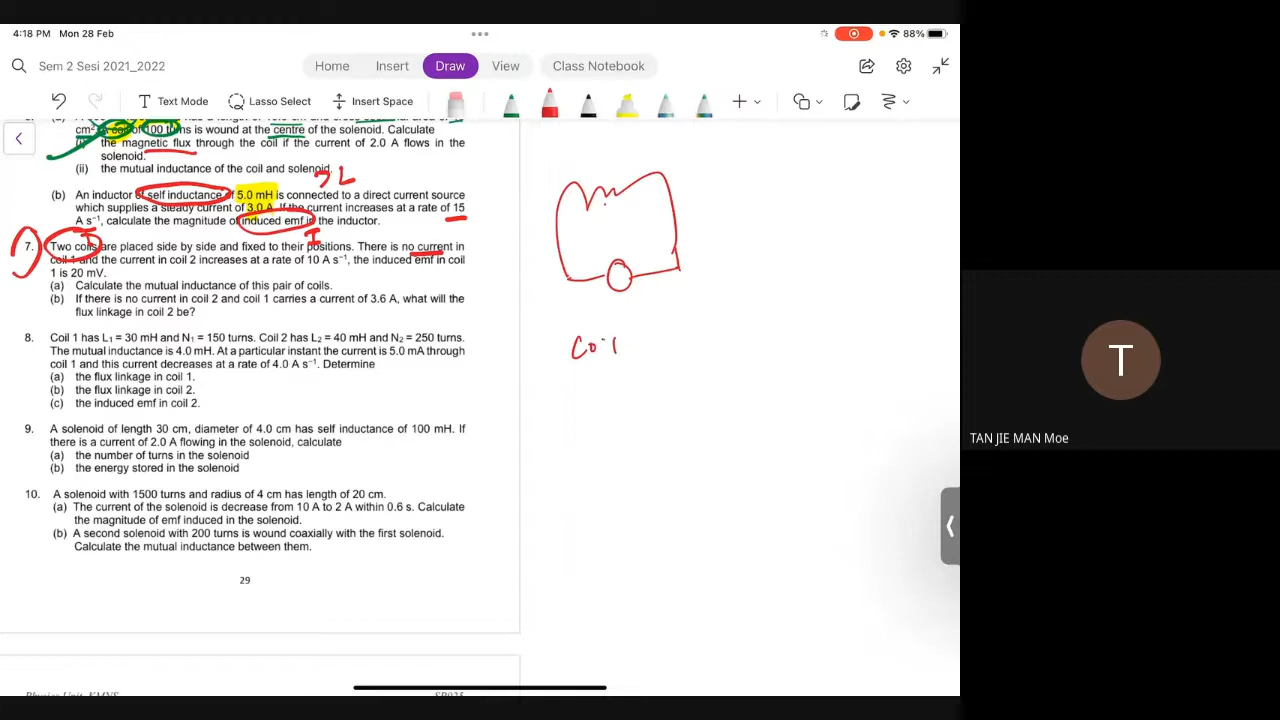 4:18 PM Mon 28 Feb
88%
Sem 2 Sesi 2021_2022
Home
Insert
Draw
View
Class Notebook
Text Mode
Lasso Select
Insert Space
cm². A coil of 100 turns is wound at the centre of the solenoid. Calculate
(i) the magnetic flux through the coil if the current of 2.0 A flows in the
solenoid.
(ii) the mutual inductance of the coil and solenoid.
L
(b) An inductor of self inductance of 5.0 mH is connected to a direct current source
which supplies a steady current of 3.0 A. If the current increases at a rate of 15
A s⁻¹, calculate the magnitude of induced emf in the inductor.
I
7. Two coils are placed side by side and fixed to their positions. There is no current in
coil 1 and the current in coil 2 increases at a rate of 10 A s⁻¹, the induced emf in coil
1 is 20 mV.
(a) Calculate the mutual inductance of this pair of coils.
(b) If there is no current in coil 2 and coil 1 carries a current of 3.6 A, what will the
flux linkage in coil 2 be?
8. Coil 1 has L₁ = 30 mH and N₁ = 150 turns. Coil 2 has L₂ = 40 mH and N₂ = 250 turns.
The mutual inductance is 4.0 mH. At a particular instant the current is 5.0 mA through
coil 1 and this current decreases at a rate of 4.0 A s⁻¹. Determine
(a) the flux linkage in coil 1.
(b) the flux linkage in coil 2.
(c) the induced emf in coil 2.
9. A solenoid of length 30 cm, diameter of 4.0 cm has self inductance of 100 mH. If
there is a current of 2.0 A flowing in the solenoid, calculate
(a) the number of turns in the solenoid
(b) the energy stored in the solenoid
10. A solenoid with 1500 turns and radius of 4 cm has length of 20 cm.
(a) The current of the solenoid is decrease from 10 A to 2 A within 0.6 s. Calculate
the magnitude of emf induced in the solenoid.
(b) A second solenoid with 200 turns is wound coaxially with the first solenoid.
Calculate the mutual inductance between them.
29
Coil
T
TAN JIE MAN Moe